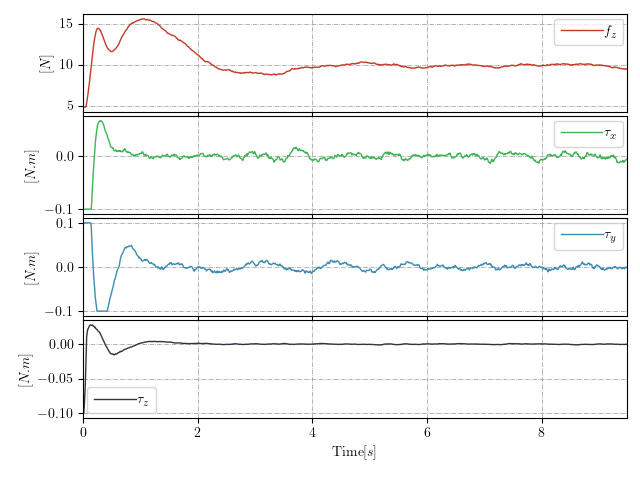 15
10
5
[N]
f_z
0.0
−0.1
[N.m]
τ_x
0.1
0.0
−0.1
[N.m]
τ_y
0.00
−0.05
−0.10
[N.m]
τ_z
0 2 4 6 8
Time[s]